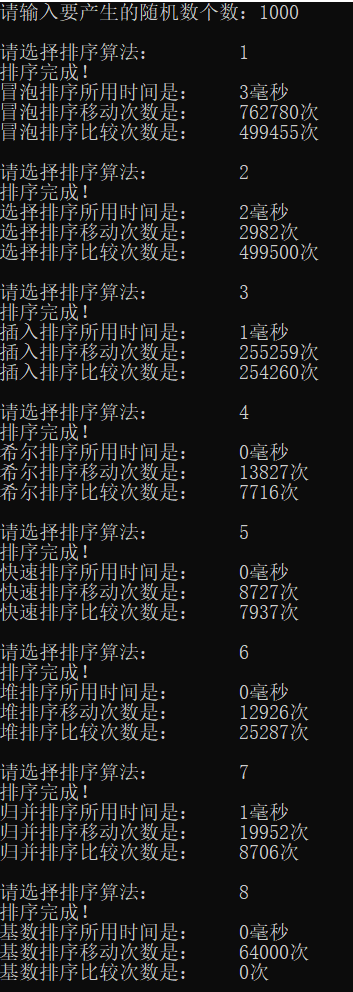 请输入要产生的随机数个数：1000
请选择排序算法：	1
排序完成！
冒泡排序所用时间是：	3毫秒
冒泡排序移动次数是：	762780次
冒泡排序比较次数是：	499455次
请选择排序算法：	2
排序完成！
选择排序所用时间是：	2毫秒
选择排序移动次数是：	2982次
选择排序比较次数是：	499500次
请选择排序算法：	3
排序完成！
插入排序所用时间是：	1毫秒
插入排序移动次数是：	255259次
插入排序比较次数是：	254260次
请选择排序算法：	4
排序完成！
希尔排序所用时间是：	0毫秒
希尔排序移动次数是：	13827次
希尔排序比较次数是：	7716次
请选择排序算法：	5
排序完成！
快速排序所用时间是：	0毫秒
快速排序移动次数是：	8727次
快速排序比较次数是：	7937次
请选择排序算法：	6
排序完成！
堆排序所用时间是：	0毫秒
堆排序移动次数是：	12926次
堆排序比较次数是：	25287次
请选择排序算法：	7
排序完成！
归并排序所用时间是：	1毫秒
归并排序移动次数是：	19952次
归并排序比较次数是：	8706次
请选择排序算法：	8
排序完成！
基数排序所用时间是：	0毫秒
基数排序移动次数是：	64000次
基数排序比较次数是：	0次